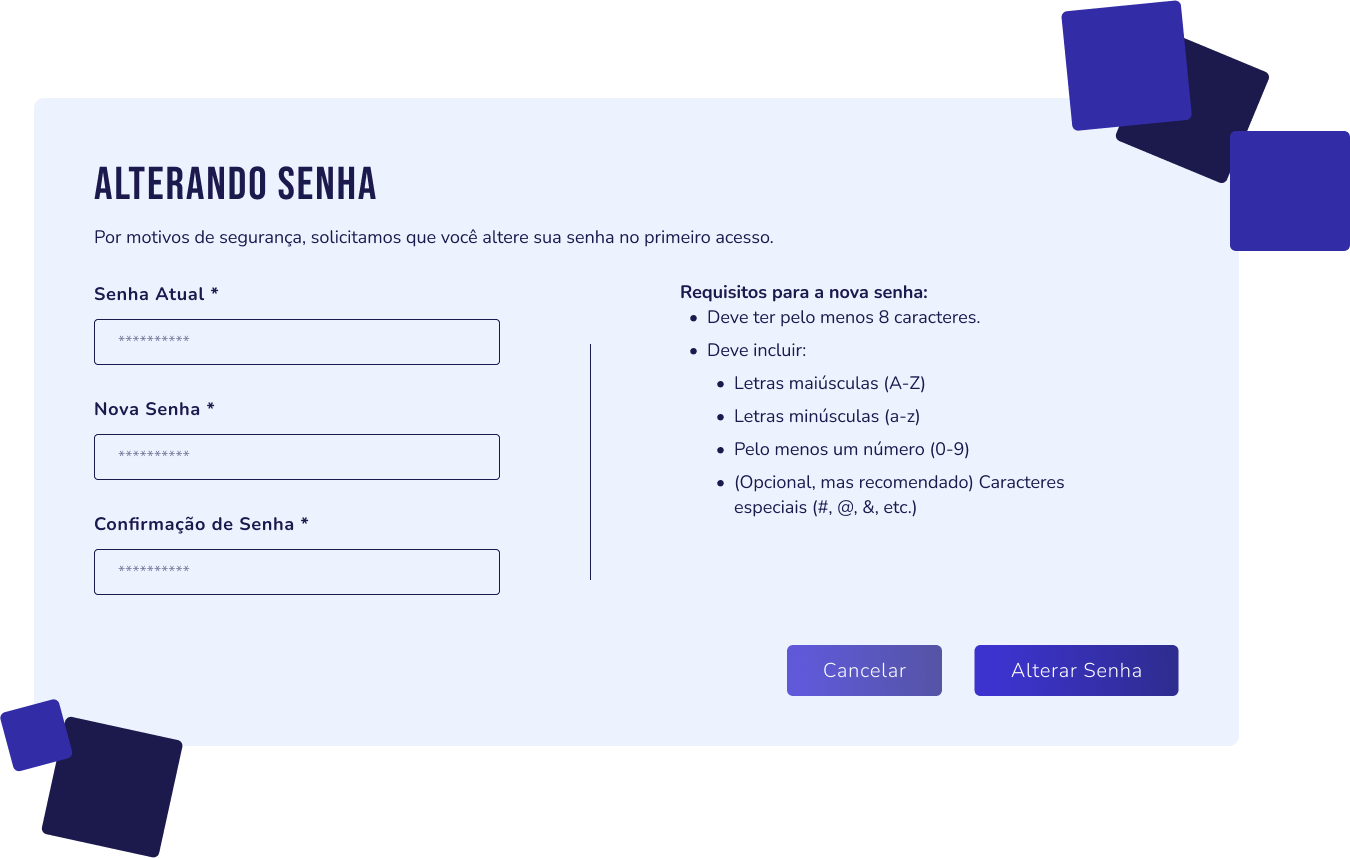 ALTERANDO SENHA
Por motivos de segurança, solicitamos que você altere sua senha no primeiro acesso.
Senha Atual *
**********
Nova Senha *
**********
Confirmação de Senha *
**********
Requisitos para a nova senha:
• Deve ter pelo menos 8 caracteres.
• Deve incluir:
• Letras maiúsculas (A-Z)
• Letras minúsculas (a-z)
• Pelo menos um número (0-9)
• (Opcional, mas recomendado) Caracteres
especiais (#, @, &, etc.)
Cancelar
Alterar Senha